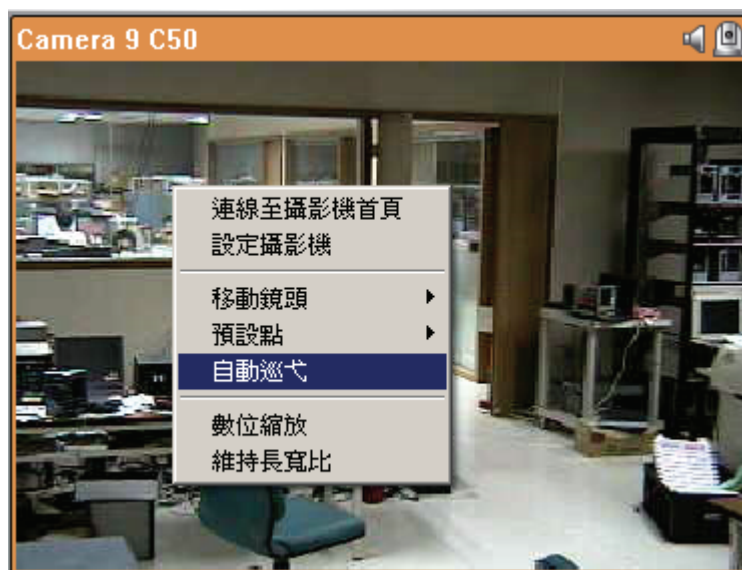 Camera 9 C50
連線至攝影機首頁
設定攝影機
移動鏡頭
預設點
自動巡弋
數位縮放
維持長寬比